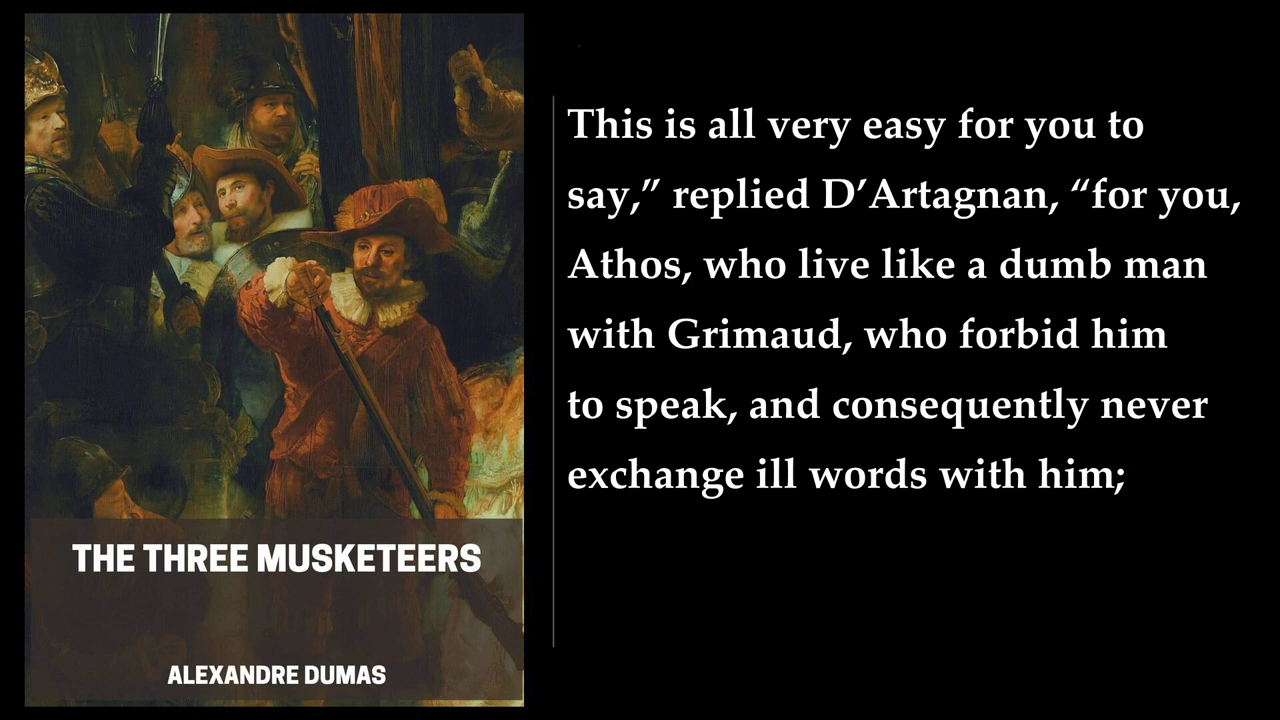 THE THREE MUSKETEERS
ALEXANDRE DUMAS
This is all very easy for you to
say,” replied D’Artagnan, “for you,
Athos, who live like a dumb man
with Grimaud, who forbid him
to speak, and consequently never
exchange ill words with him;